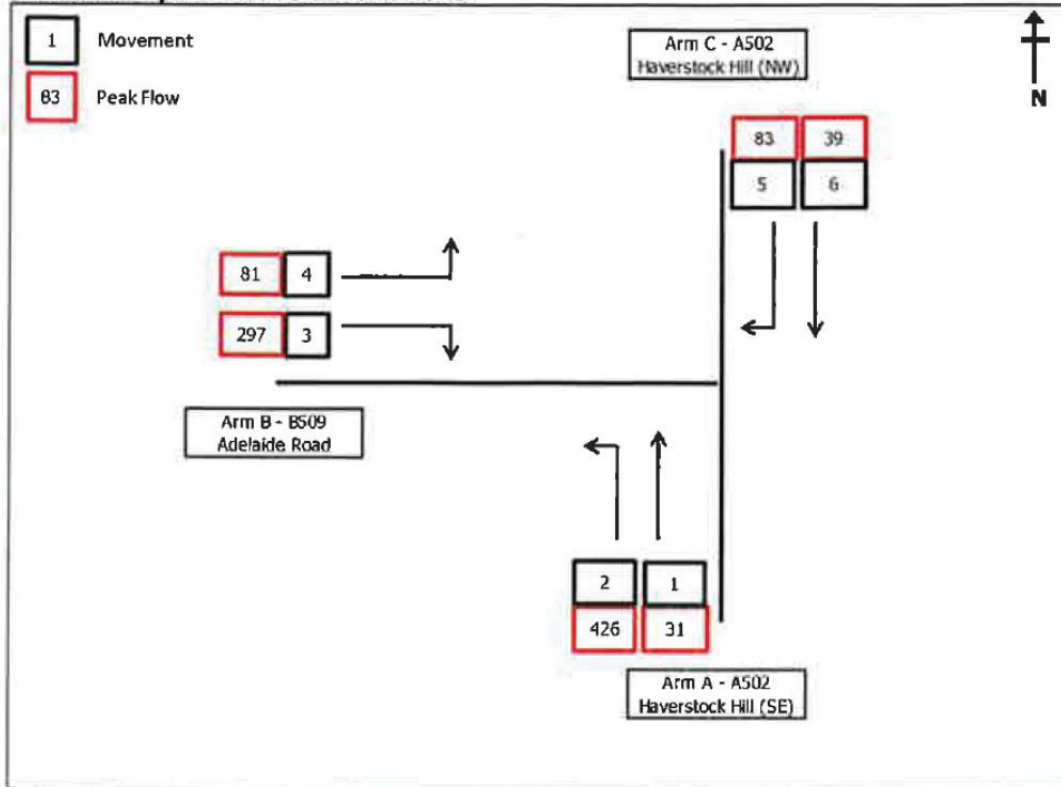 1 Movement
83 Peak Flow
Arm C - A502
Haverstock Hill (NW)
N
83 39
5 6
81 4
297 3
Arm B - B509
Adelaide Road
2 1
426 31
Arm A - A502
Haverstock Hill (SE)